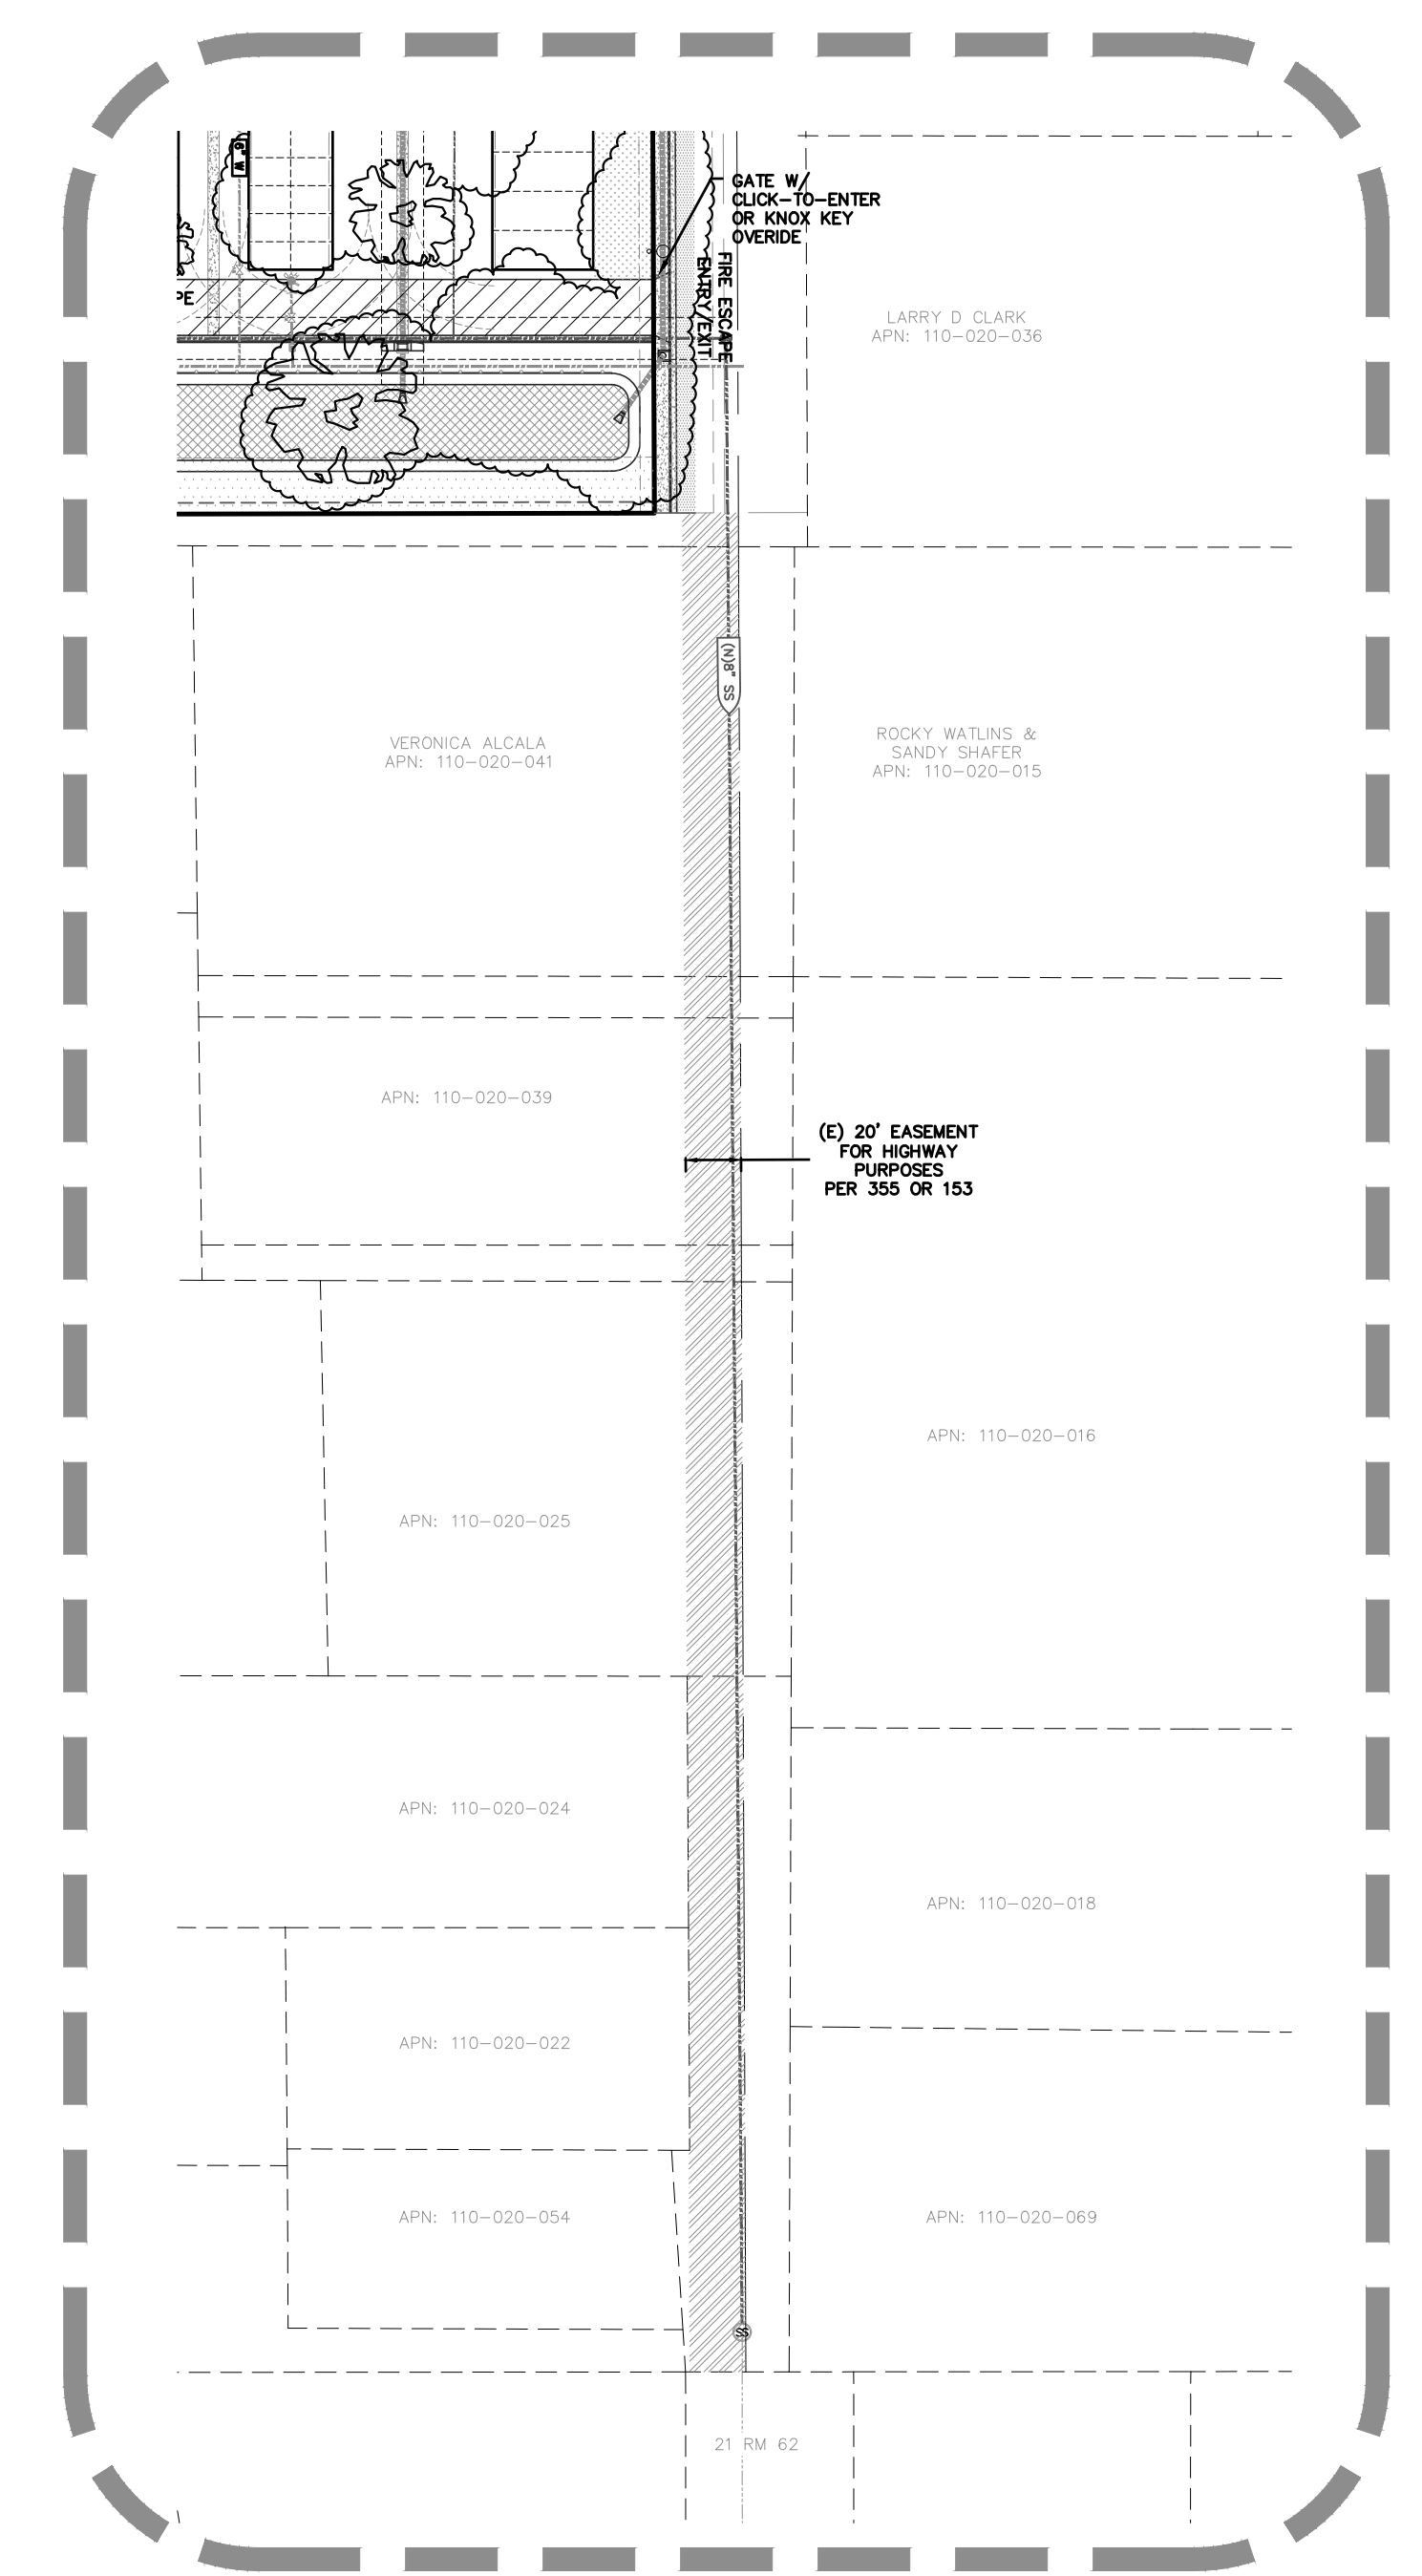 6" W
GATE W/
CLICK-TO-ENTER
OR KNOX KEY
OVERIDE
FIRE ESCAPE
ENTRY/EXIT
PE
LARRY D CLARK
APN: 110-020-036
(N)8" SS
VERONICA ALCALA
APN: 110-020-041
ROCKY WATLINS &
SANDY SHAFER
APN: 110-020-015
APN: 110-020-039
(E) 20' EASEMENT
FOR HIGHWAY
PURPOSES
PER 355 OR 153
APN: 110-020-016
APN: 110-020-025
APN: 110-020-024
APN: 110-020-018
APN: 110-020-022
APN: 110-020-054
APN: 110-020-069
SS
21 RM 62